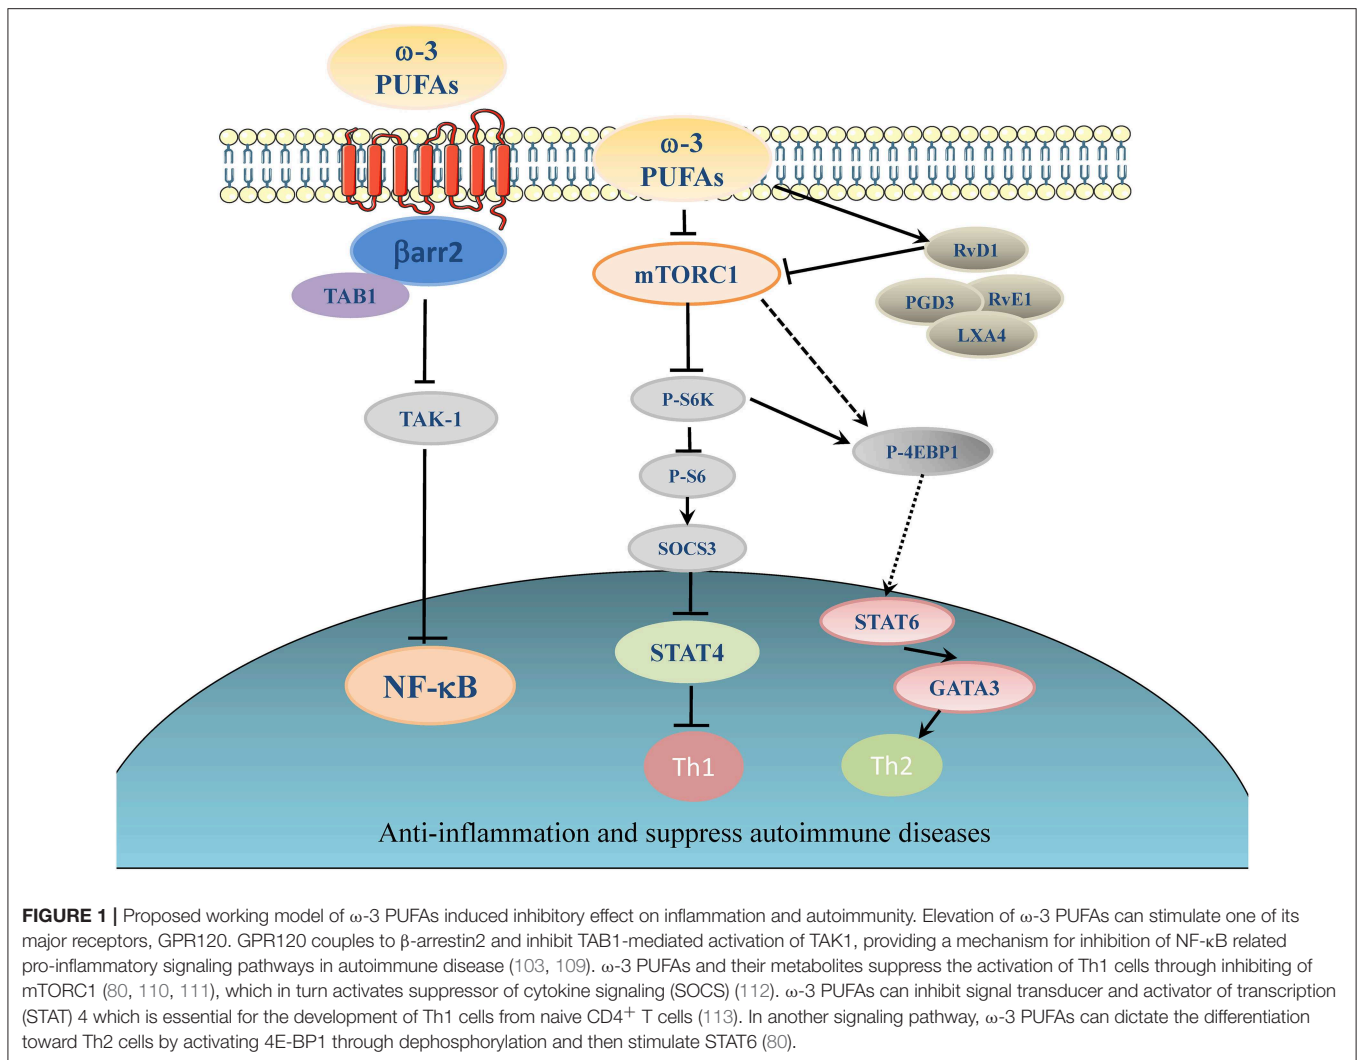 ω-3
PUFAs
ω-3
PUFAs
βarr2
TAB1
mTORC1
RvD1
PGD3
RvE1
LXA4
TAK-1
P-S6K
P-4EBP1
P-S6
SOCS3
STAT6
STAT4
GATA3
NF-κB
Th1
Th2
Anti-inflammation and suppress autoimmune diseases
FIGURE 1 | Proposed working model of ω-3 PUFAs induced inhibitory effect on inflammation and autoimmunity. Elevation of ω-3 PUFAs can stimulate one of its
major receptors, GPR120. GPR120 couples to β-arrestin2 and inhibit TAB1-mediated activation of TAK1, providing a mechanism for inhibition of NF-κB related
pro-inflammatory signaling pathways in autoimmune disease (103, 109). ω-3 PUFAs and their metabolites suppress the activation of Th1 cells through inhibiting of
mTORC1 (80, 110, 111), which in turn activates suppressor of cytokine signaling (SOCS) (112). ω-3 PUFAs can inhibit signal transducer and activator of transcription
(STAT) 4 which is essential for the development of Th1 cells from naive CD4+ T cells (113). In another signaling pathway, ω-3 PUFAs can dictate the differentiation
toward Th2 cells by activating 4E-BP1 through dephosphorylation and then stimulate STAT6 (80).